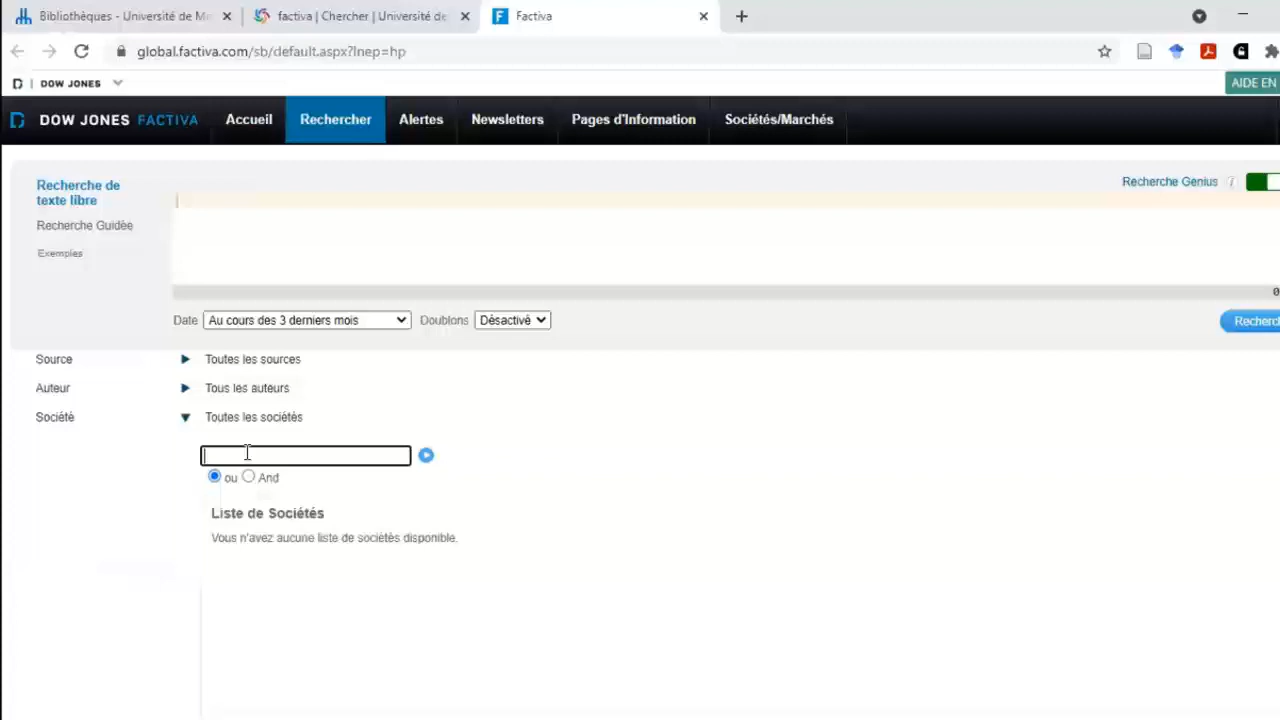 Bibliothèques - Université de Mo
factiva | Chercher | Université de
Factiva
global.factiva.com/sb/default.aspx?lnep=hp
DOW JONES
AIDE EN
DOW JONES FACTIVA
Accueil
Rechercher
Alertes
Newsletters
Pages d'Information
Sociétés/Marchés
Recherche de
texte libre
Recherche Genius
Recherche Guidée
Exemples
0
Date Au cours des 3 derniers mois Doublons Désactivé
Recherch
Source Toutes les sources
Auteur Tous les auteurs
Société Toutes les sociétés
ou And
Liste de Sociétés
Vous n'avez aucune liste de sociétés disponible.